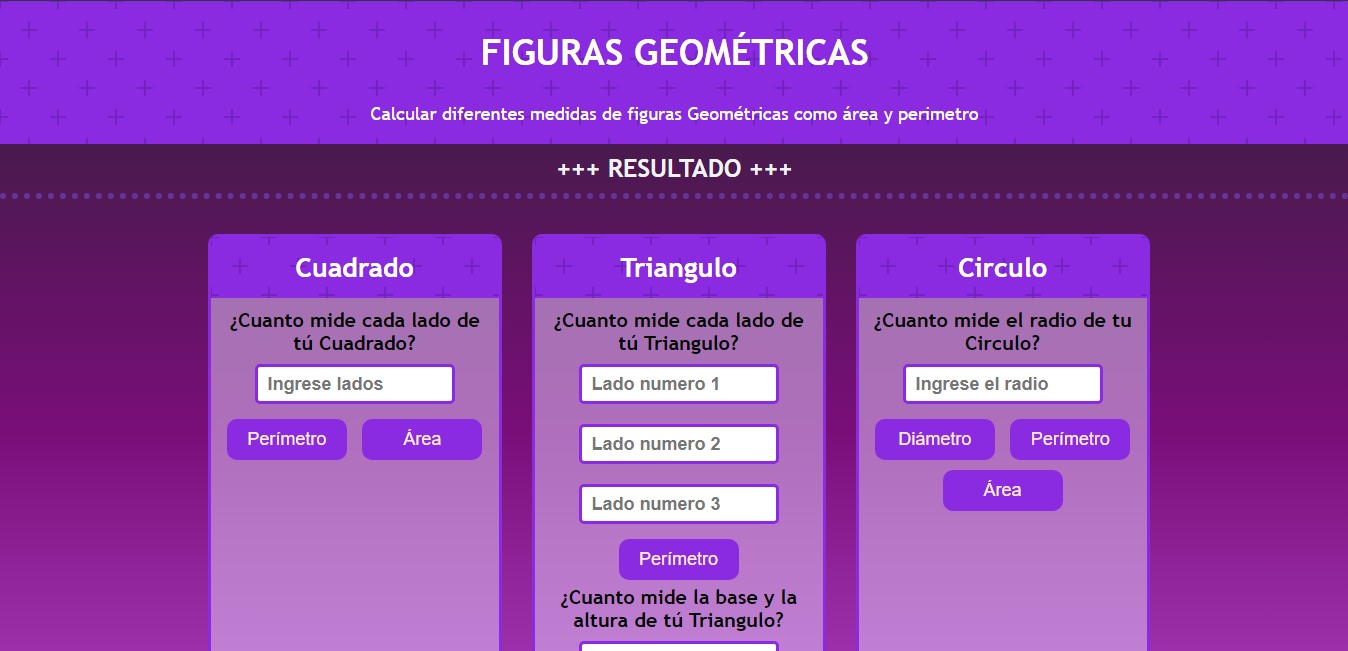 FIGURAS GEOMÉTRICAS
Calcular diferentes medidas de figuras Geométricas como área y perimetro
+++ RESULTADO +++
Cuadrado
¿Cuanto mide cada lado de
tú Cuadrado?
Ingrese lados
Perímetro Área
Triangulo
¿Cuanto mide cada lado de
tú Triangulo?
Lado numero 1
Lado numero 2
Lado numero 3
Perímetro
¿Cuanto mide la base y la
altura de tú Triangulo?
Circulo
¿Cuanto mide el radio de tu
Circulo?
Ingrese el radio
Diámetro Perímetro
Área